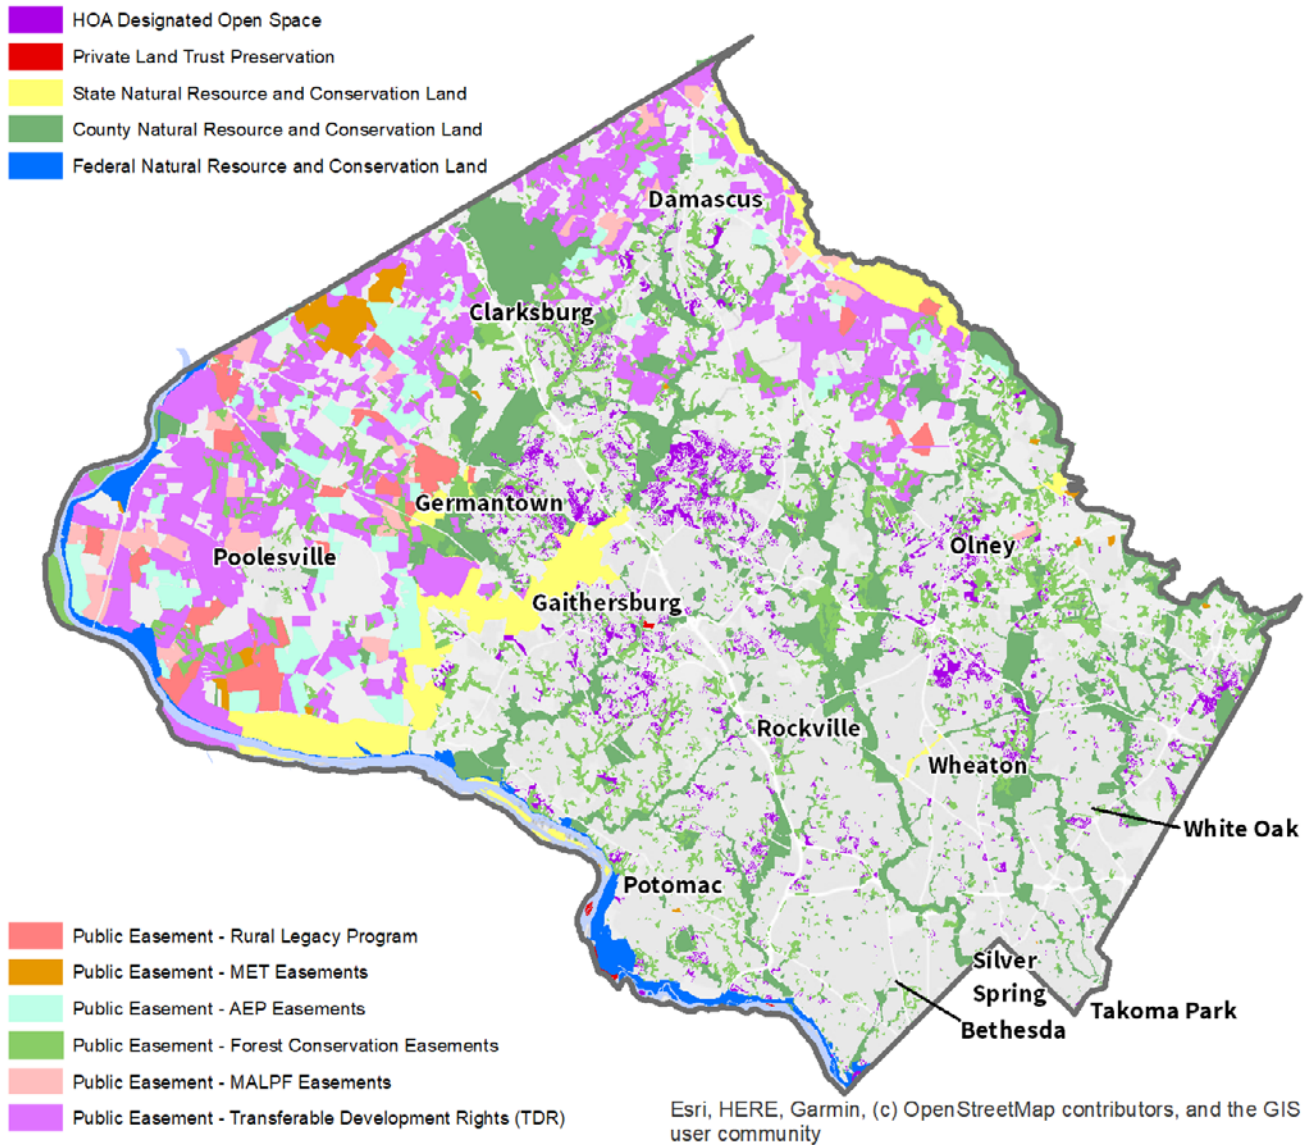 HOA Designated Open Space
Private Land Trust Preservation
State Natural Resource and Conservation Land
County Natural Resource and Conservation Land
Federal Natural Resource and Conservation Land
Damascus
Clarksburg
Germantown
Poolesville
Olney
Gaithersburg
Rockville
Wheaton
White Oak
Potomac
Silver
Spring
Takoma Park
Bethesda
Public Easement - Rural Legacy Program
Public Easement - MET Easements
Public Easement - AEP Easements
Public Easement - Forest Conservation Easements
Public Easement - MALPF Easements
Public Easement - Transferable Development Rights (TDR)
Esri, HERE, Garmin, (c) OpenStreetMap contributors, and the GIS
user community